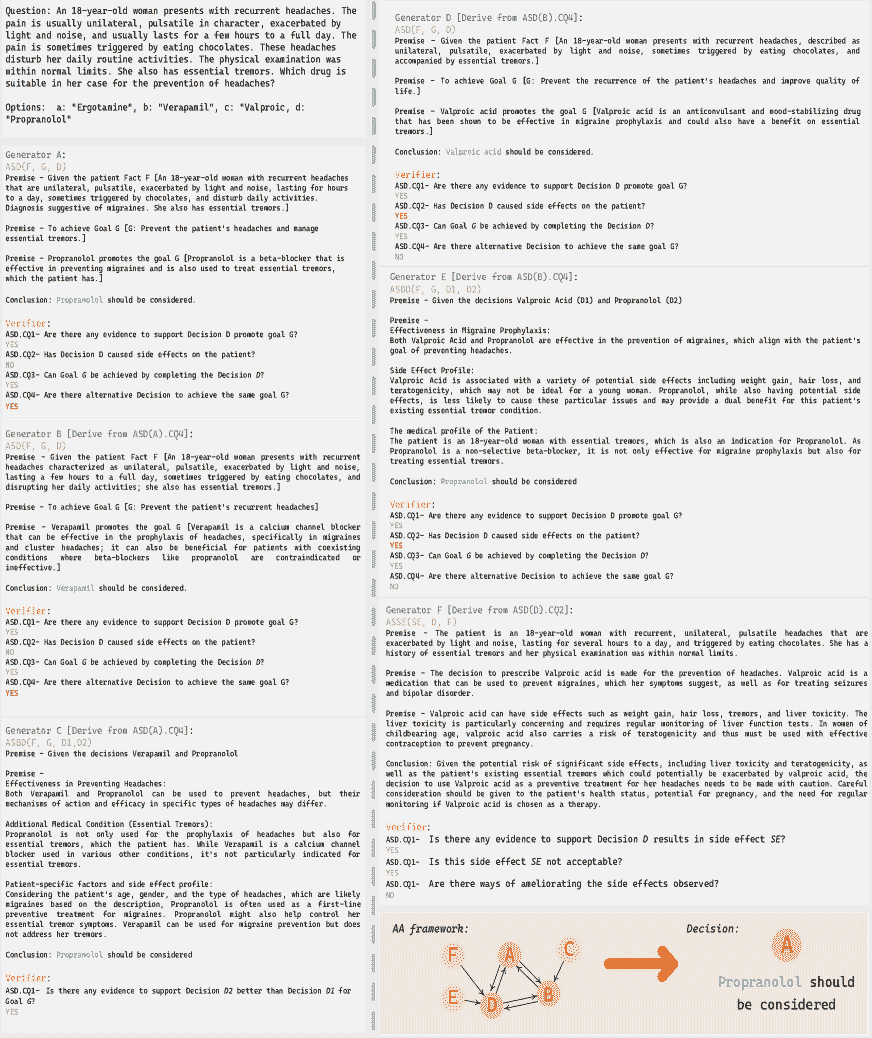 Question: An 18-year-old woman presents with recurrent headaches. The
pain is usually unilateral, pulsatile in character, exacerbated by
light and noise, and usually lasts for a few hours to a full day. The
pain is sometimes triggered by eating chocolates. These headaches
disturb her daily routine activities. The physical examination was
within normal limits. She also has essential tremors. Which drug is
suitable in her case for the prevention of headaches?
Options: a: "Ergotamine", b: "Verapamil", c: "Valproic, d:
"Propranolol"
Generator A:
ASD(F, G, D)
Premise – Given the patient Fact F [An 18-year-old woman with recurrent headaches
that are unilateral, pulsatile, exacerbated by light and noise, lasting for hours
to a day, sometimes triggered by chocolates, and disturb daily activities.
Diagnosis suggestive of migraines. She also has essential tremors.]
Premise – To achieve Goal G [G: Prevent the patient's headaches and manage
essential tremors.]
Premise – Propranolol promotes the goal G [Propranolol is a beta-blocker that is
effective in preventing migraines and is also used to treat essential tremors,
which the patient has.]
Conclusion: Propranolol should be considered.
Verifier:
ASD.CQ1– Are there any evidence to support Decision D promote goal G?
YES
ASD.CQ2– Has Decision D caused side effects on the patient?
NO
ASD.CQ3– Can Goal G be achieved by completing the Decision D?
YES
ASD.CQ4– Are there alternative Decision to achieve the same goal G?
YES
Generator B [Derive from ASD(A).CQ4]:
ASD(F, G, D)
Premise – Given the patient Fact F [An 18-year-old woman presents with recurrent
headaches characterized as unilateral, pulsatile, exacerbated by light and noise,
lasting a few hours to a full day, sometimes triggered by eating chocolates, and
disrupting her daily activities; she also has essential tremors.]
Premise – To achieve Goal G [G: Prevent the patient's recurrent headaches]
Premise – Verapamil promotes the goal G [Verapamil is a calcium channel blocker
that can be effective in the prophylaxis of headaches, specifically in migraines
and cluster headaches; it can also be beneficial for patients with coexisting
conditions where beta-blockers like propranolol are contraindicated or
ineffective.]
Conclusion: Verapamil should be considered.
Verifier:
ASD.CQ1– Are there any evidence to support Decision D promote goal G?
YES
ASD.CQ2– Has Decision D caused side effects on the patient?
NO
ASD.CQ3– Can Goal G be achieved by completing the Decision D?
YES
ASD.CQ4– Are there alternative Decision to achieve the same goal G?
YES
Generator C [Derive from ASD(A).CQ4]:
ASBD(F, G, D1,D2)
Premise – Given the decisions Verapamil and Propranolol
Premise –
Effectiveness in Preventing Headaches:
Both Verapamil and Propranolol can be used to prevent headaches, but their
mechanisms of action and efficacy in specific types of headaches may differ.
Additional Medical Condition (Essential Tremors):
Propranolol is not only used for the prophylaxis of headaches but also for
essential tremors, which the patient has. While Verapamil is a calcium channel
blocker used in various other conditions, it's not particularly indicated for
essential tremors.
Patient-specific factors and side effect profile:
Considering the patient's age, gender, and the type of headaches, which are likely
migraines based on the description, Propranolol is often used as a first-line
preventive treatment for migraines. Propranolol might also help control her
essential tremor symptoms. Verapamil can be used for migraine prevention but does
not address her tremors.
Conclusion: Propranolol should be considered
Verifier:
ASD.CQ1– Is there any evidence to support Decision D2 better than Decision D1 for
Goal G?
YES
Generator D [Derive from ASD(B).CQ4]:
ASD(F, G, D)
Premise – Given the patient Fact F [An 18-year-old woman with recurrent headaches, described as
unilateral, pulsatile, exacerbated by light and noise, sometimes triggered by eating chocolates, and
accompanied by essential tremors.]
Premise – To achieve Goal G [G: Prevent the recurrence of the patient's headaches and improve quality of
life.]
Premise – Valproic acid promotes the goal G [Valproic acid is an anticonvulsant and mood-stabilizing drug
that has been shown to be effective in migraine prophylaxis and could also have a benefit on essential
tremors.]
Conclusion: Valproic acid should be considered.
Verifier:
ASD.CQ1– Are there any evidence to support Decision D promote goal G?
YES
ASD.CQ2– Has Decision D caused side effects on the patient?
YES
ASD.CQ3– Can Goal G be achieved by completing the Decision D?
YES
ASD.CQ4– Are there alternative Decision to achieve the same goal G?
NO
Generator E [Derive from ASD(B).CQ4]:
ASBD(F, G, D1, D2)
Premise – Given the decisions Valproic Acid (D1) and Propranolol (D2)
Premise –
Effectiveness in Migraine Prophylaxis:
Both Valproic Acid and Propranolol are effective in the prevention of migraines, which align with the patient's
goal of preventing headaches.
Side Effect Profile:
Valproic Acid is associated with a variety of potential side effects including weight gain, hair loss, and
teratogenicity, which may not be ideal for a young woman. Propranolol, while also having potential side
effects, is less likely to cause these particular issues and may provide a dual benefit for this patient's
existing essential tremor condition.
The medical profile of the Patient:
The patient is an 18-year-old woman with essential tremors, which is also an indication for Propranolol. As
Propranolol is a non-selective beta-blocker, it is not only effective for migraine prophylaxis but also for
treating essential tremors.
Conclusion: Propranolol should be considered
Verifier:
ASD.CQ1– Are there any evidence to support Decision D promote goal G?
YES
ASD.CQ2– Has Decision D caused side effects on the patient?
YES
ASD.CQ3– Can Goal G be achieved by completing the Decision D?
YES
ASD.CQ4– Are there alternative Decision to achieve the same goal G?
NO
Generator F [Derive from ASD(D).CQ2]:
ASSE(SE, D, F)
Premise – The patient is an 18-year-old woman with recurrent, unilateral, pulsatile headaches that are
exacerbated by light and noise, lasting for several hours to a day, and triggered by eating chocolates. She has a
history of essential tremors and her physical examination was within normal limits.
Premise – The decision to prescribe Valproic acid is made for the prevention of headaches. Valproic acid is a
medication that can be used to prevent migraines, which her symptoms suggest, as well as for treating seizures
and bipolar disorder.
Premise – Valproic acid can have side effects such as weight gain, hair loss, tremors, and liver toxicity. The
liver toxicity is particularly concerning and requires regular monitoring of liver function tests. In women of
childbearing age, valproic acid also carries a risk of teratogenicity and thus must be used with effective
contraception to prevent pregnancy.
Conclusion: Given the potential risk of significant side effects, including liver toxicity and teratogenicity, as
well as the patient's existing essential tremors which could potentially be exacerbated by valproic acid, the
decision to use Valproic acid as a preventive treatment for her headaches needs to be made with caution. Careful
consideration should be given to the patient's health status, potential for pregnancy, and the need for regular
monitoring if Valproic acid is chosen as a therapy.
Verifier:
ASD.CQ1– Is there any evidence to support Decision D results in side effect SE?
YES
ASD.CQ1– Is this side effect SE not acceptable?
YES
ASD.CQ1– Are there ways of ameliorating the side effects observed?
NO
AA framework:
F
A
C
E
D
B
Decision:
A
Propranolol should
be considered